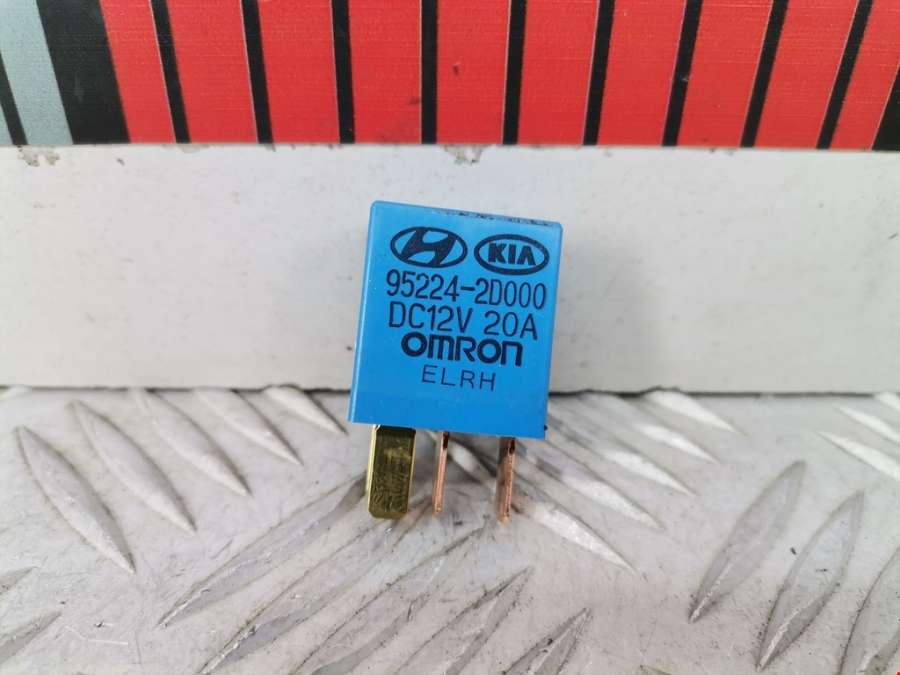 KIA
95224-2D000
DC12V 20A
OMRON
ELRH